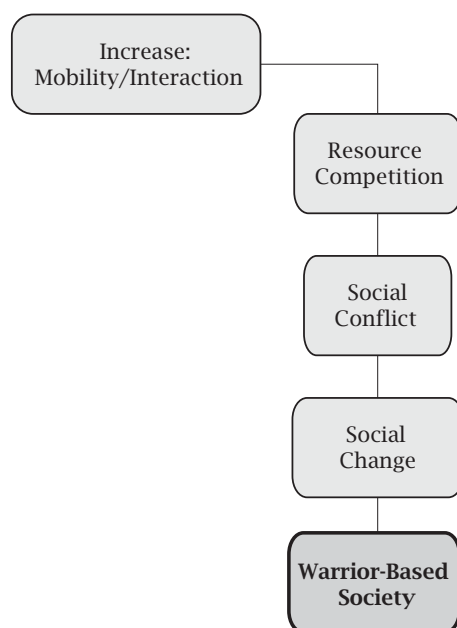 Increase:
Mobility/Interaction
Resource
Competition
Social
Conflict
Social
Change
Warrior-Based
Society